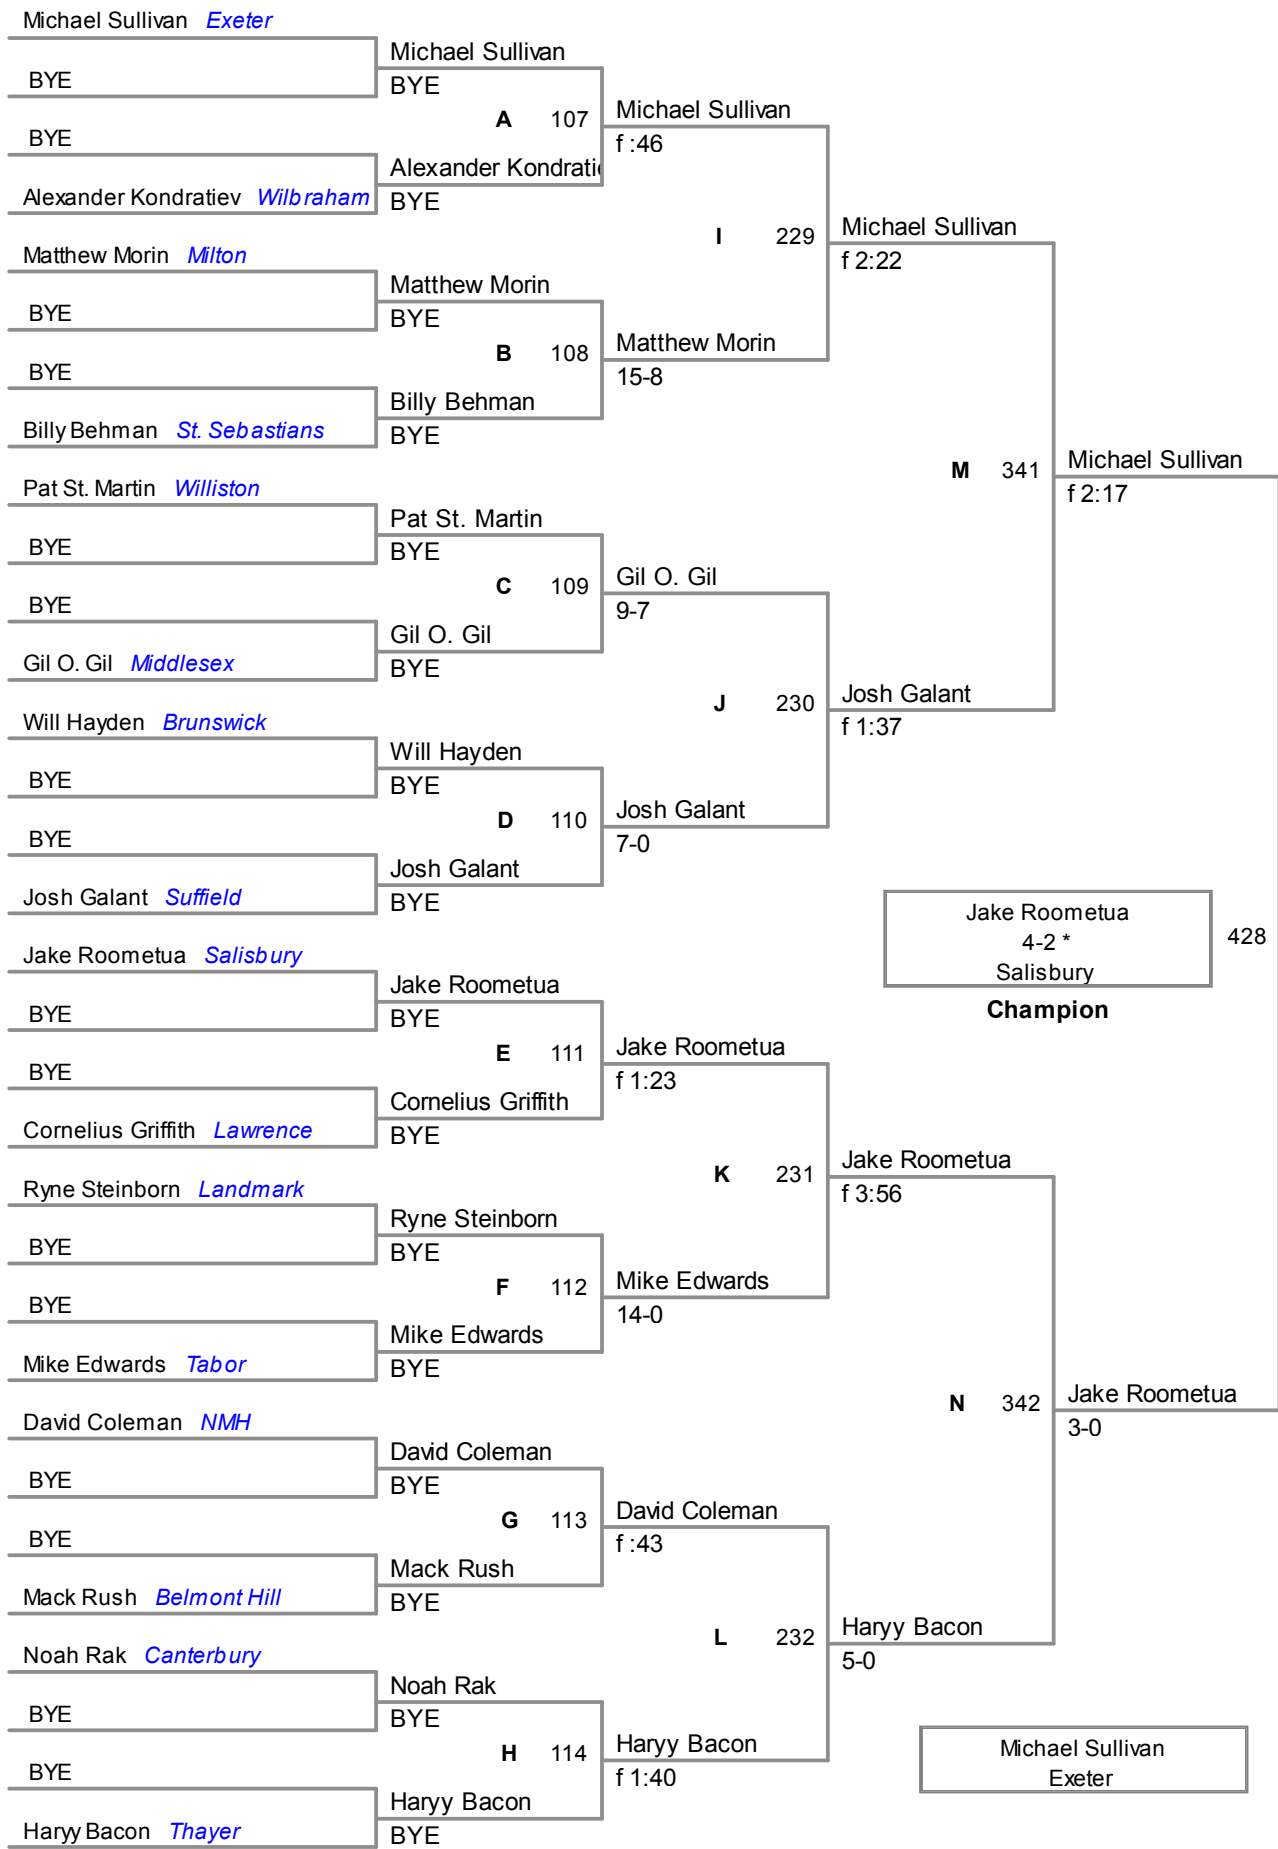 Michael Sullivan Exeter
BYE
BYE
Alexander Kondratiev Wilbraham
Matthew Morin Milton
BYE
BYE
Billy Behman St. Sebastians
Pat St. Martin Williston
BYE
BYE
Gil O. Gil Middlesex
Will Hayden Brunswick
BYE
BYE
Josh Galant Suffield
Jake Roometua Salisbury
BYE
BYE
Cornelius Griffith Lawrence
Ryne Steinborn Landmark
BYE
BYE
Mike Edwards Tabor
David Coleman NMH
BYE
BYE
Mack Rush Belmont Hill
Noah Rak Canterbury
BYE
BYE
Haryy Bacon Thayer
Michael Sullivan
BYE
A 107
Alexander Kondrati
BYE
Matthew Morin
BYE
B 108
Billy Behman
BYE
Pat St. Martin
BYE
C 109
Gil O. Gil
BYE
Will Hayden
BYE
D 110
Josh Galant
BYE
Jake Roometua
BYE
E 111
Cornelius Griffith
BYE
Ryne Steinborn
BYE
F 112
Mike Edwards
BYE
David Coleman
BYE
G 113
Mack Rush
BYE
Noah Rak
BYE
H 114
Haryy Bacon
BYE
Michael Sullivan
f :46
I 229
Matthew Morin
15-8
Gil O. Gil
9-7
J 230
Josh Galant
7-0
Jake Roometua
f 1:23
K 231
Mike Edwards
14-0
David Coleman
f :43
L 232
Haryy Bacon
f 1:40
Michael Sullivan
f 2:22
M 341
Josh Galant
f 1:37
Jake Roometua
f 3:56
N 342
Haryy Bacon
5-0
Michael Sullivan
f 2:17
Jake Roometua
4-2 *
Salisbury
428
Champion
Jake Roometua
3-0
Michael Sullivan
Exeter